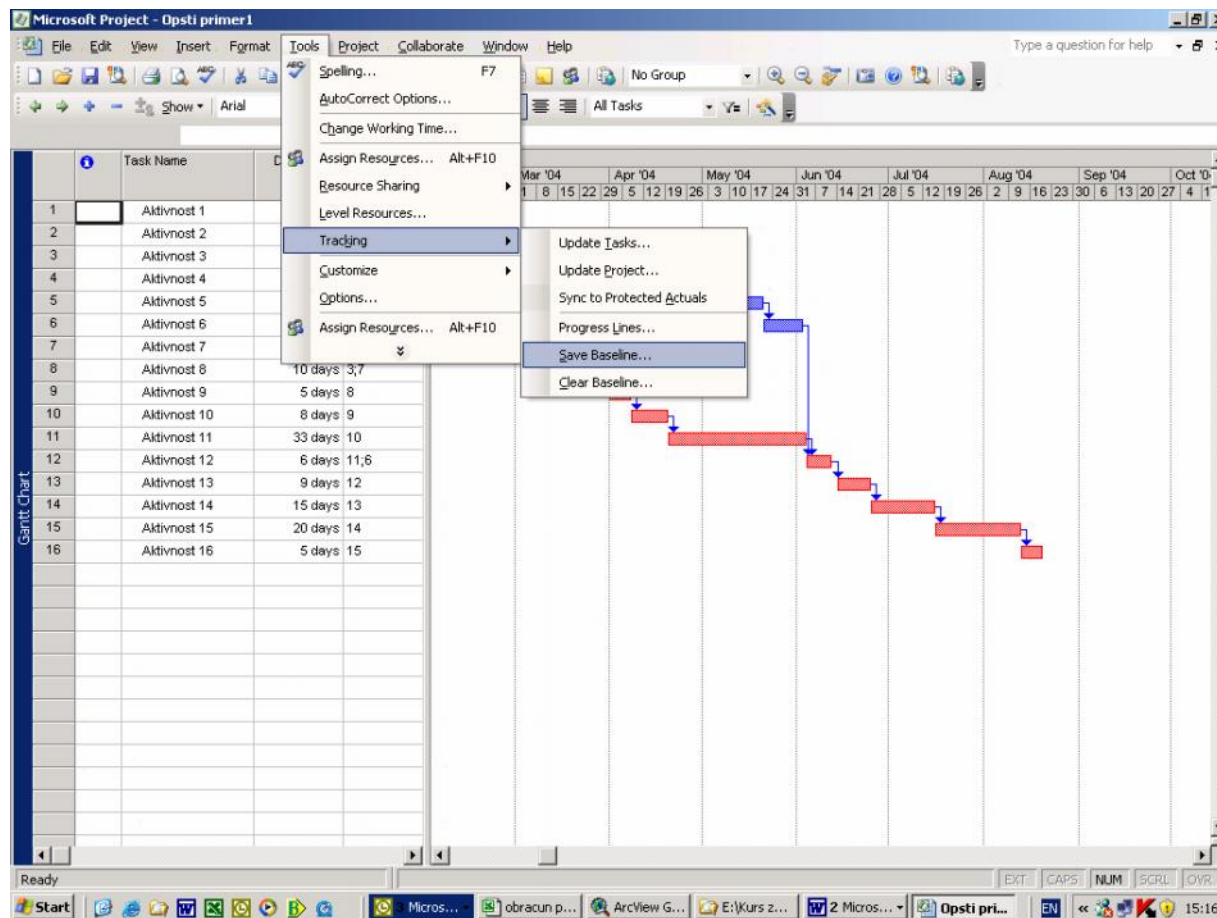 Microsoft Project - Opsti primer1
File Edit View Insert Format Tools Project Collaborate Window Help Type a question for help
No Group
Show Arial All Tasks
Spelling... F7
AutoCorrect Options...
Change Working Time...
Assign Resources... Alt+F10
Resource Sharing
Level Resources...
Tracking
Customize
Options...
Assign Resources... Alt+F10
Update Tasks...
Update Project...
Sync to Protected Actuals
Progress Lines...
Save Baseline...
Clear Baseline...
Task Name D
Mar '04 Apr '04 May '04 Jun '04 Jul '04 Aug '04 Sep '04 Oct '0
1 8 15 22 29 5 12 19 26 3 10 17 24 31 7 14 21 28 5 12 19 26 2 9 16 23 30 6 13 20 27 4 1
1 Aktivnost 1
2 Aktivnost 2
3 Aktivnost 3
4 Aktivnost 4
5 Aktivnost 5
6 Aktivnost 6
7 Aktivnost 7
8 Aktivnost 8 10 days 3;7
9 Aktivnost 9 5 days 8
10 Aktivnost 10 8 days 9
11 Aktivnost 11 33 days 10
12 Aktivnost 12 6 days 11;6
13 Aktivnost 13 9 days 12
14 Aktivnost 14 15 days 13
15 Aktivnost 15 20 days 14
16 Aktivnost 16 5 days 15
Gantt Chart
Ready EXT CAPS NUM SCRL OVR
Start 3 Micros... obracun p... ArcView G... E:\Kurs z... 2 Micros... Opsti pri... EN « 15:16